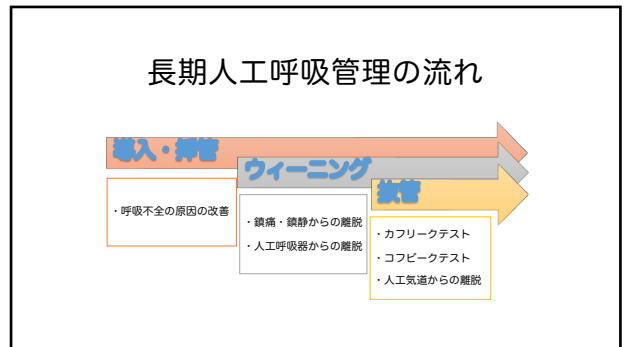 長期人工呼吸管理の流れ
導入・挿管
・呼吸不全の原因の改善
ウィーニング
・鎮痛・鎮静からの離脱
・人工呼吸器からの離脱
抜管
・カフリークテスト
・コフピークテスト
・人工気道からの離脱